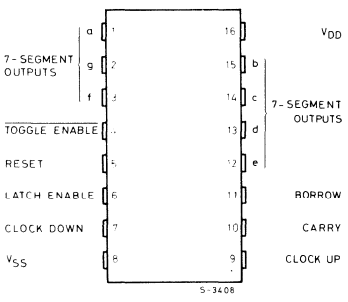 a 1 16 VDD
7-SEGMENT OUTPUTS
g 2 15 b
f 3 14 c
7-SEGMENT OUTPUTS
TOGGLE ENABLE 4 13 d
RESET 5 12 e
LATCH ENABLE 6 11 BORROW
CLOCK DOWN 7 10 CARRY
VSS 8 9 CLOCK UP
S-3408